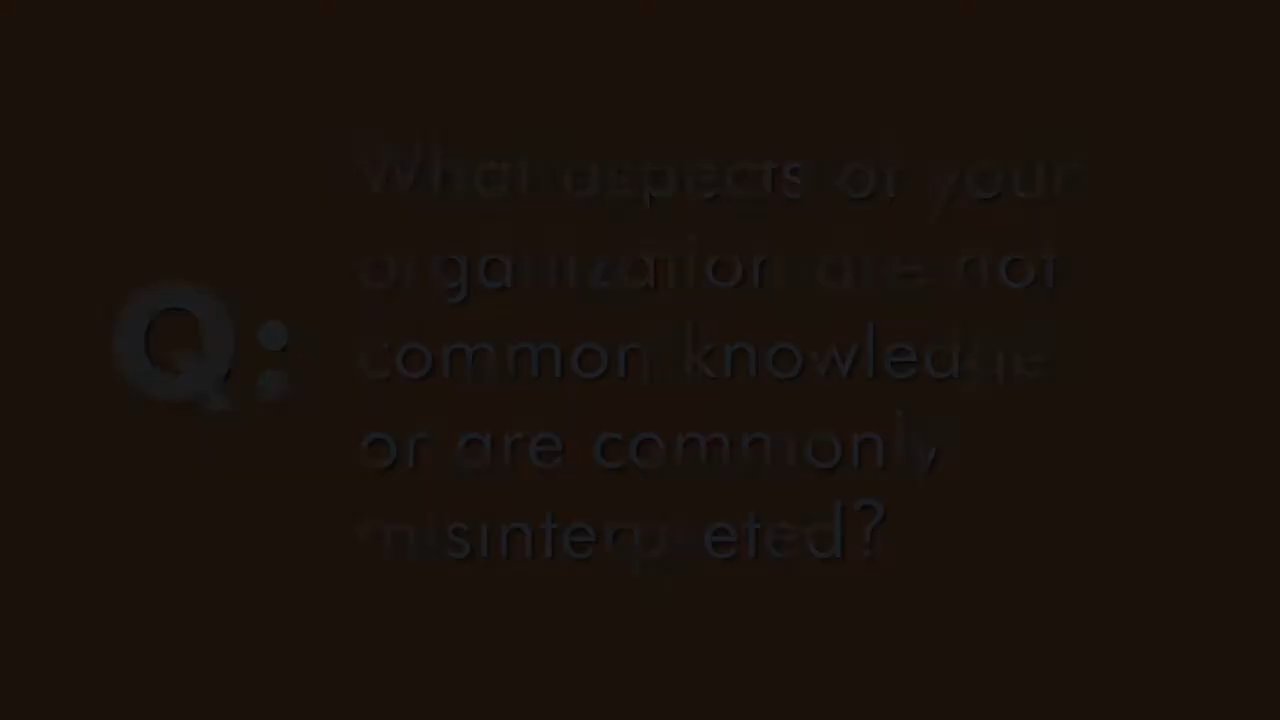 Q:
What aspects of your
organization are not
common knowledge
or are commonly
misinterpreted?